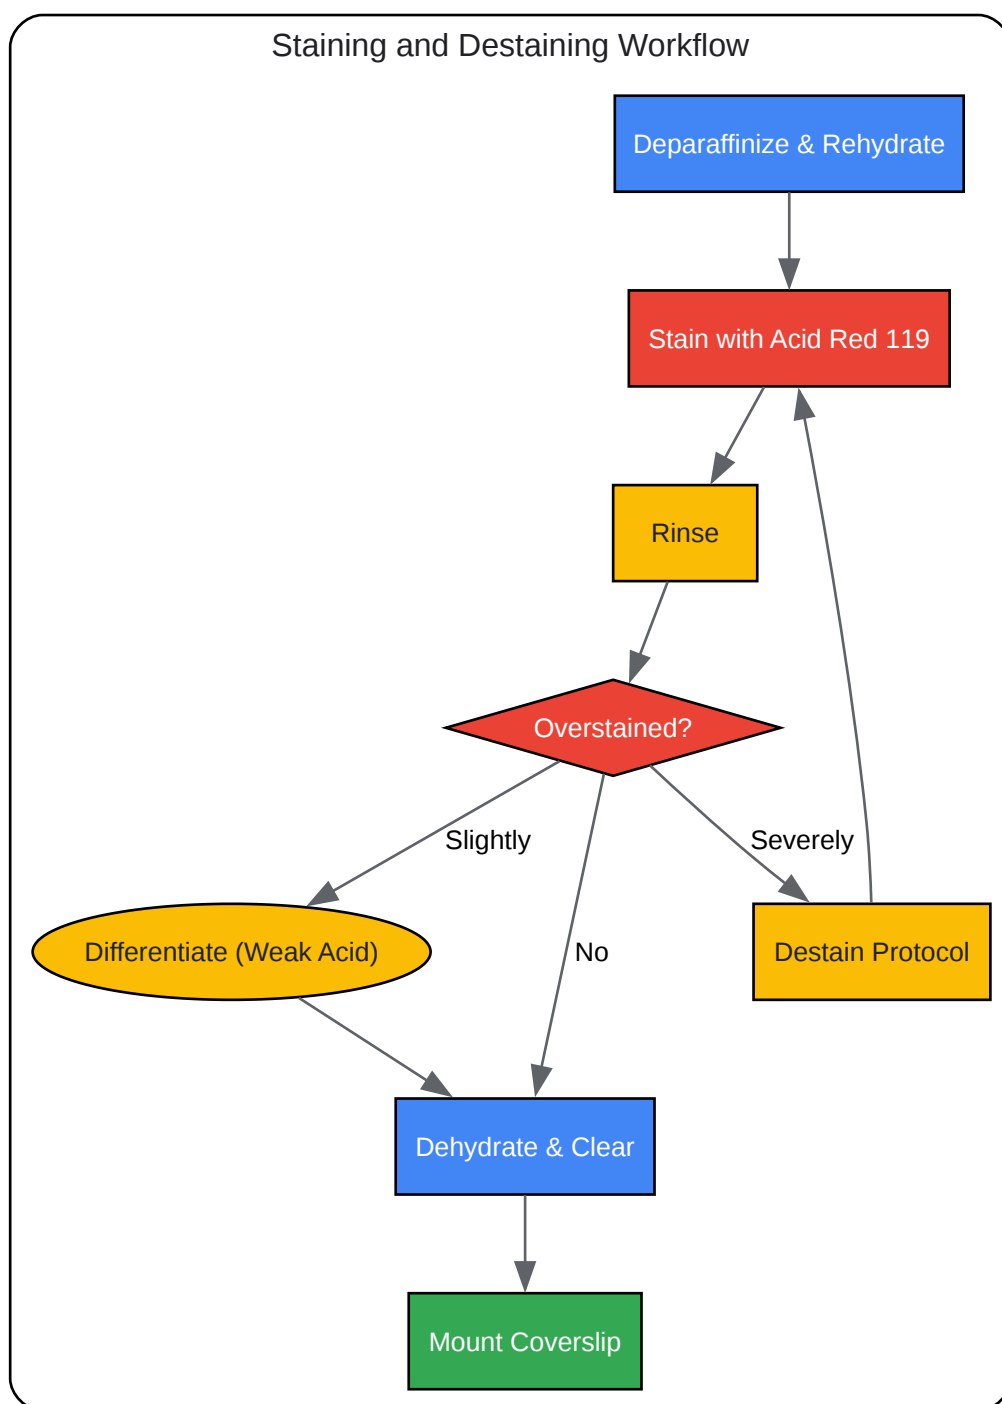 Staining and Destaining Workflow
Deparaffinize & Rehydrate
Stain with Acid Red 119
Rinse
Overstained?
Slightly
Severely
Differentiate (Weak Acid)
No
Destain Protocol
Dehydrate & Clear
Mount Coverslip